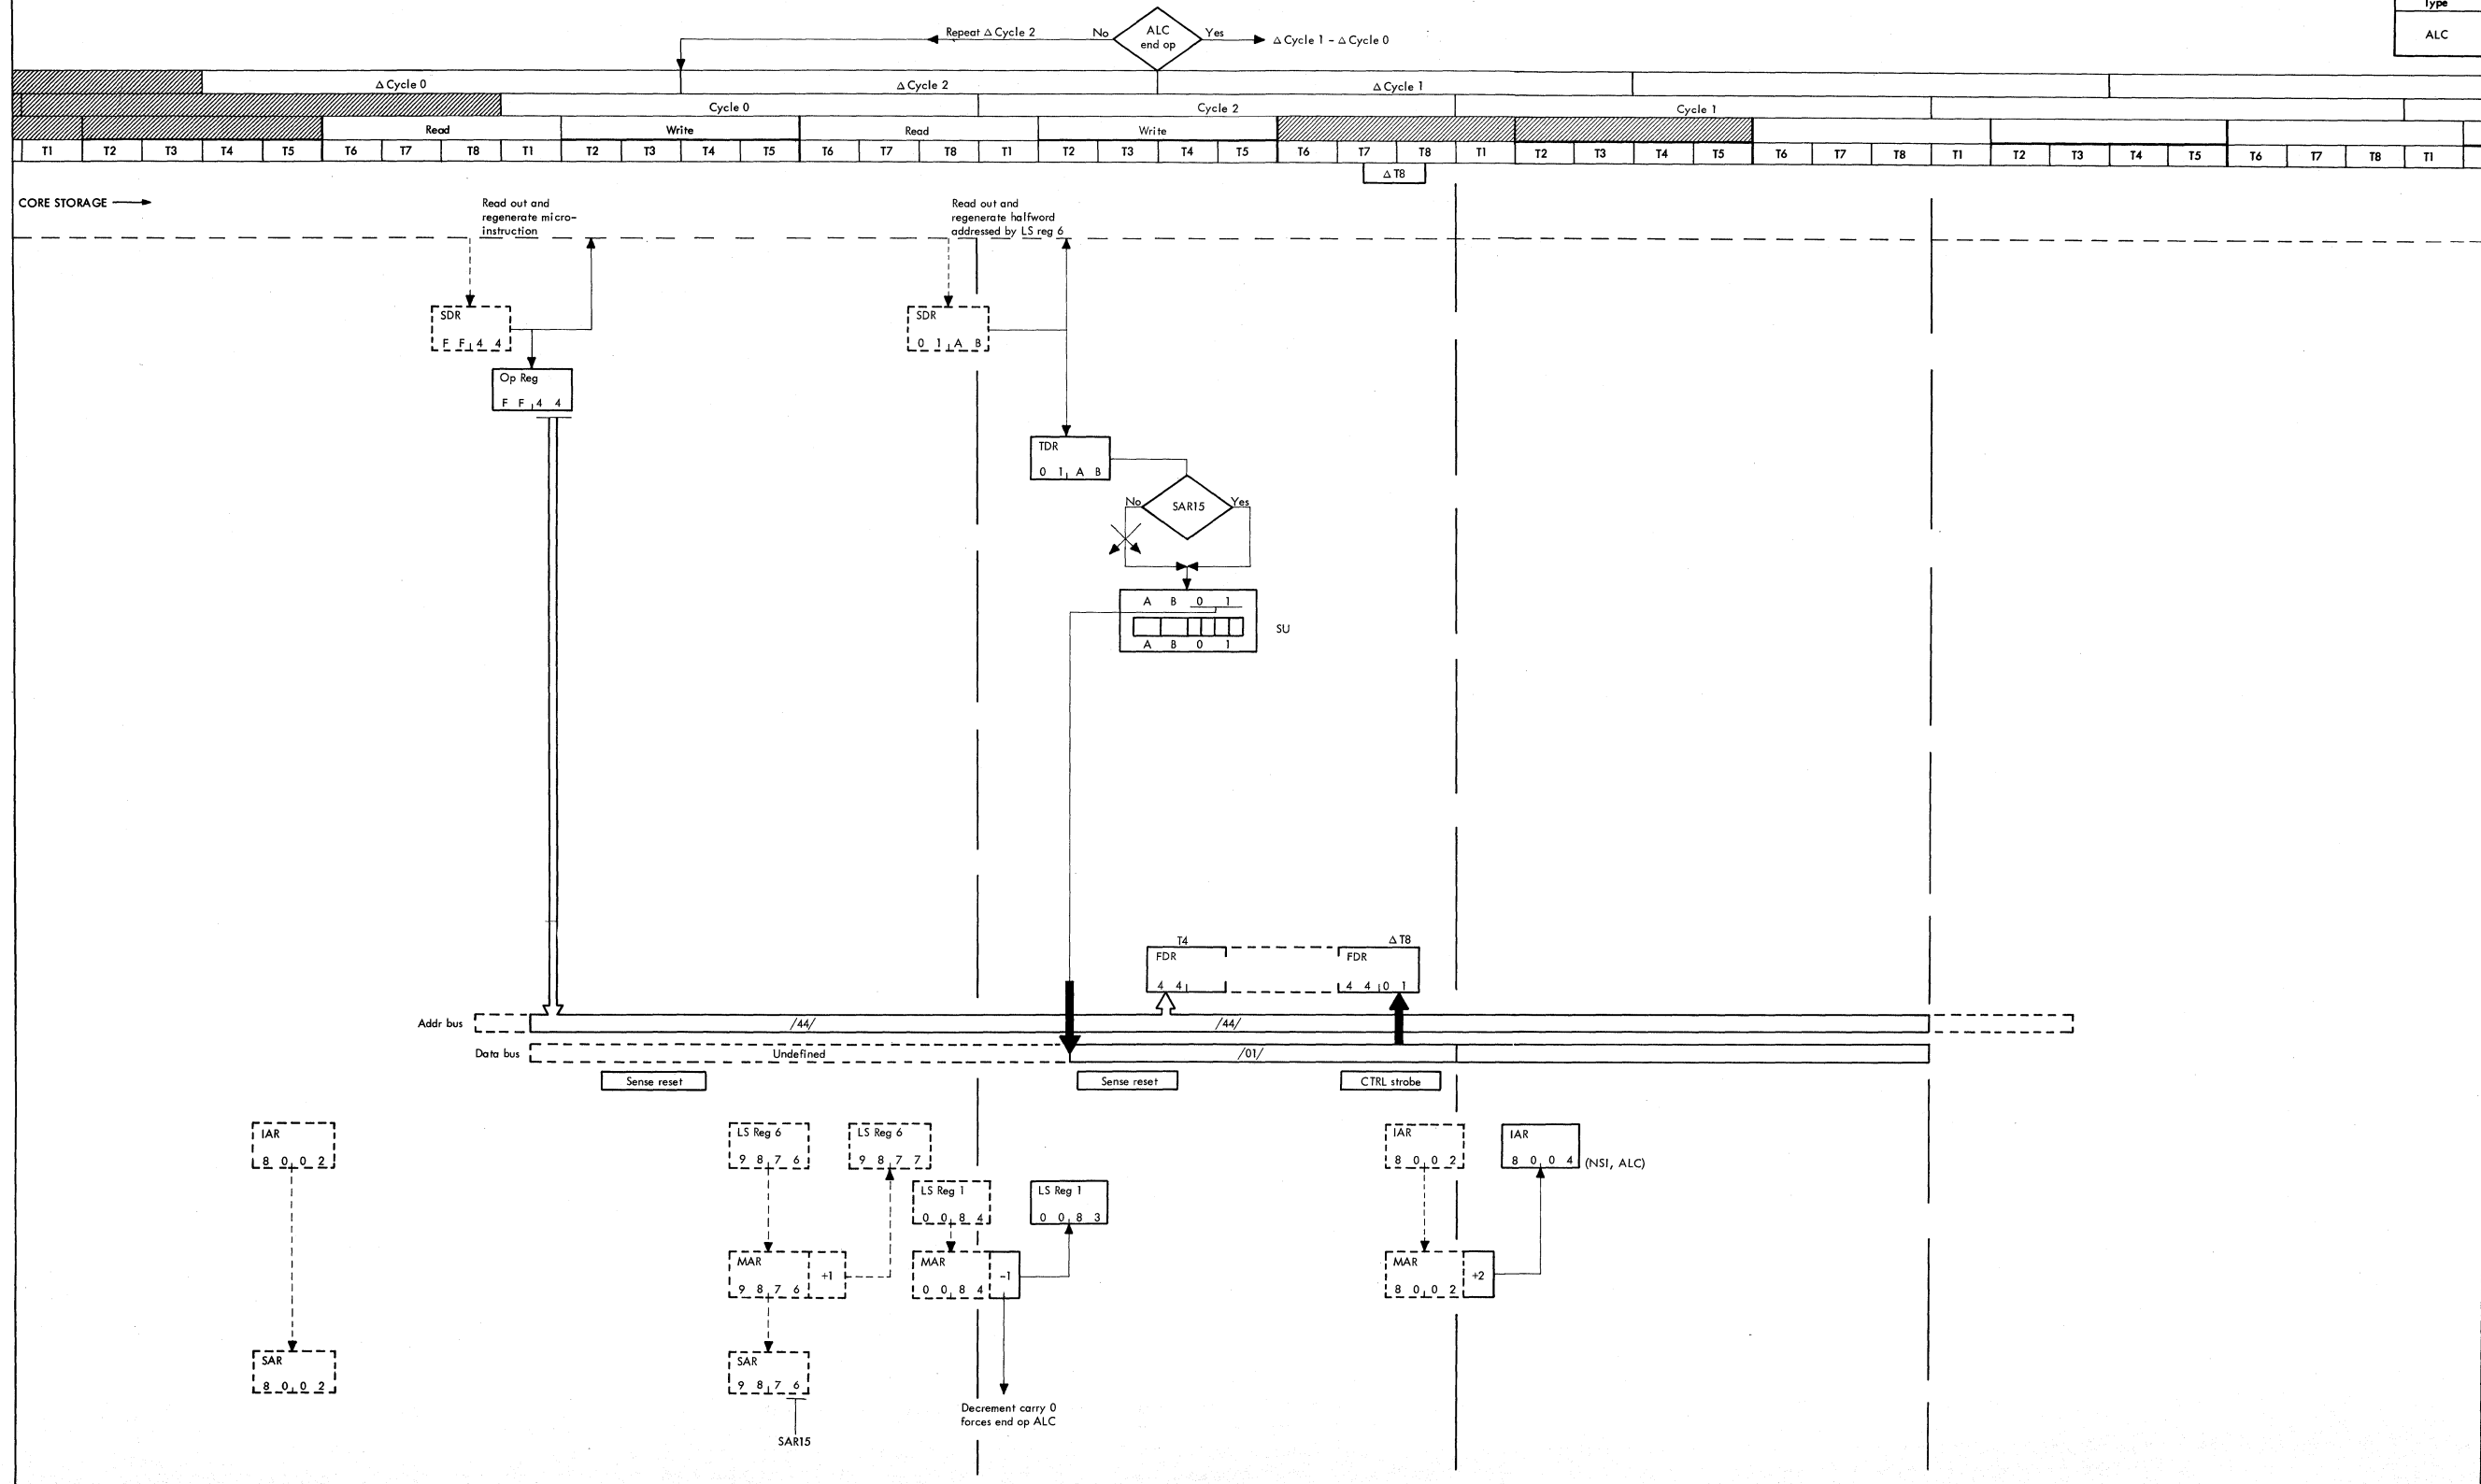 Type
ALC
Repeat Δ Cycle 2
No
ALC
end op
Yes
Δ Cycle 1 – Δ Cycle 0
Δ Cycle 0
Δ Cycle 2
Δ Cycle 1
Cycle 0
Cycle 2
Cycle 1
Read
Write
Read
Write
T1 T2 T3 T4 T5 T6 T7 T8 T1 T2 T3 T4 T5 T6 T7 T8 T1 T2 T3 T4 T5 T6 T7 T8 T1 T2 T3 T4 T5 T6 T7 T8 T1 T2 T3 T4 T5 T6 T7 T8 T1
Δ T8
CORE STORAGE
Read out and
regenerate micro-
instruction
Read out and
regenerate halfword
addressed by LS reg 6
SDR
F F 4 4
SDR
0 1 A B
Op Reg
F F 4 4
TDR
0 1 A B
No
SAR15
Yes
A B 0 1
SU
A B 0 1
T4
Δ T8
FDR
4 4
FDR
4 4 0 1
Addr bus
/44/
/44/
Data bus
Undefined
/01/
Sense reset
Sense reset
CTRL strobe
IAR
8 0 0 2
LS Reg 6
9 8 7 6
LS Reg 6
9 8 7 7
IAR
8 0 0 2
IAR
8 0 0 4
(NSI, ALC)
LS Reg 1
0 0 8 4
LS Reg 1
0 0 8 3
MAR
9 8 7 6
+1
MAR
0 0 8 4
–1
MAR
8 0 0 2
+2
SAR
8 0 0 2
SAR
9 8 7 6
Decrement carry 0
forces end op ALC
SAR15